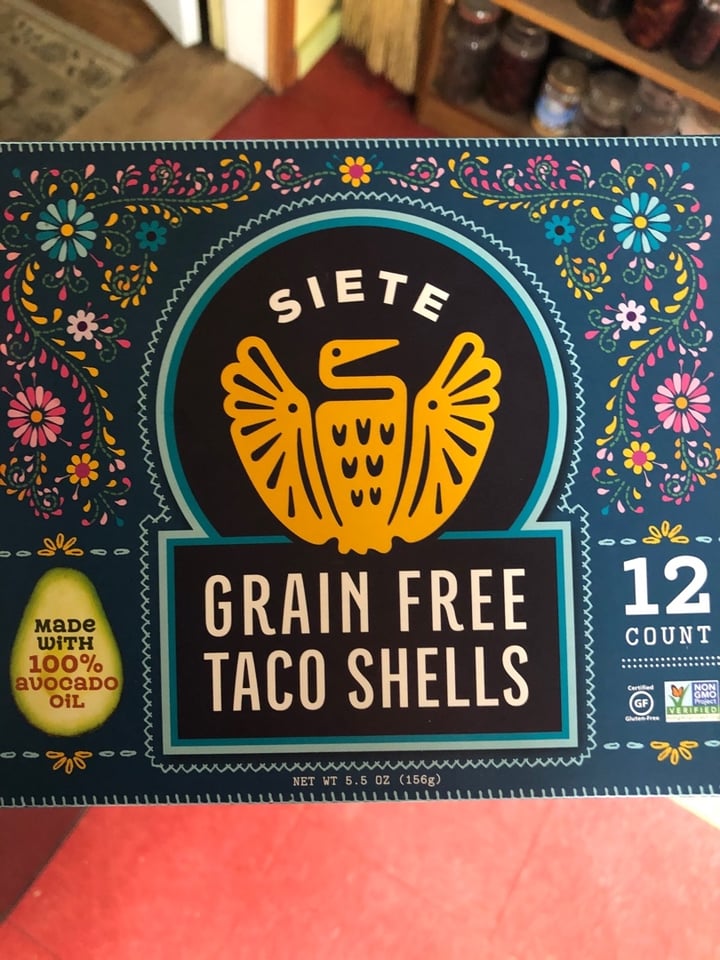 SIETE
GRAIN FREE
TACO SHELLS
MaDe
WiTH
100%
aVOCaDO
OiL
12
COUNT
Certified
GF
Gluten-Free
NON
GMO
Project
VERIFIED
NET WT 5.5 OZ (156g)